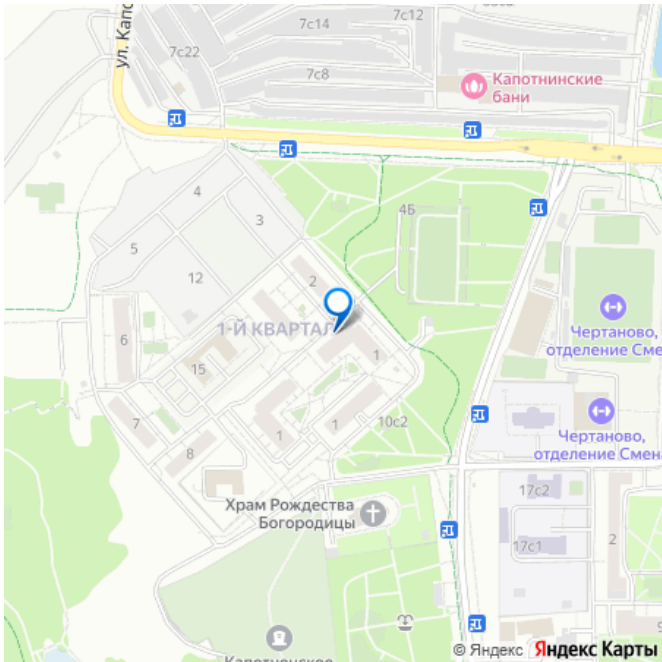 ул. Капо
7с14
7с12
7с22
7с8
Капотнинские
бани
4
4Б
3
5
12
2
1-Й КВАРТАЛ
Чертаново,
отделение Смена
6
1
15
7
10с2
1
1
8
Чертаново,
отделение Смена
17с2
Храм Рождества
Богородицы
17с1
2
Капотненское
© Яндекс Яндекс Карты